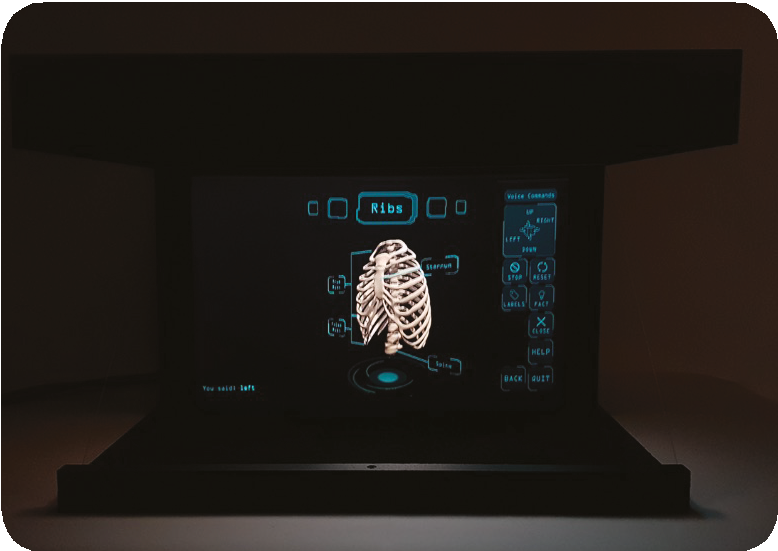 Ribs
Voice Commands
UP
RIGHT
LEFT
DOWN
Sternum
STOP
RESET
LABELS
FACT
CLOSE
HELP
Spine
BACK
QUIT
You said: left